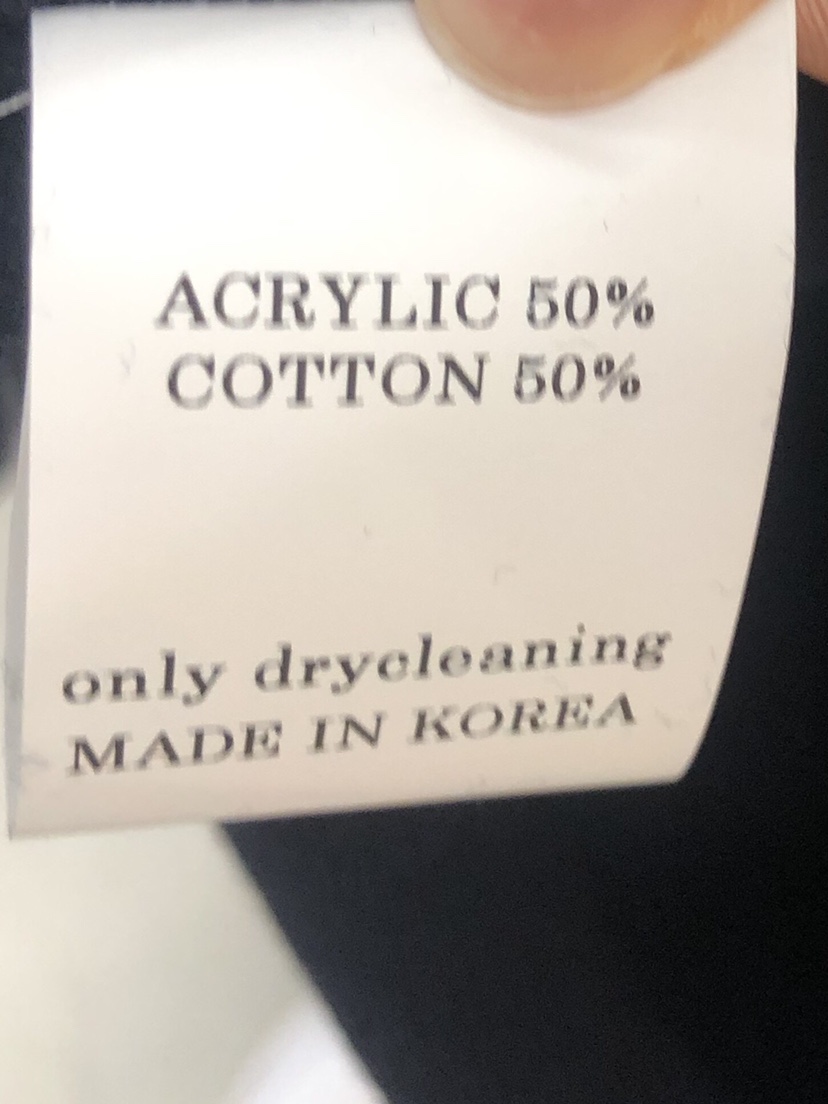 ACRYLIC 50%
COTTON 50%
only drycleaning
MADE IN KOREA